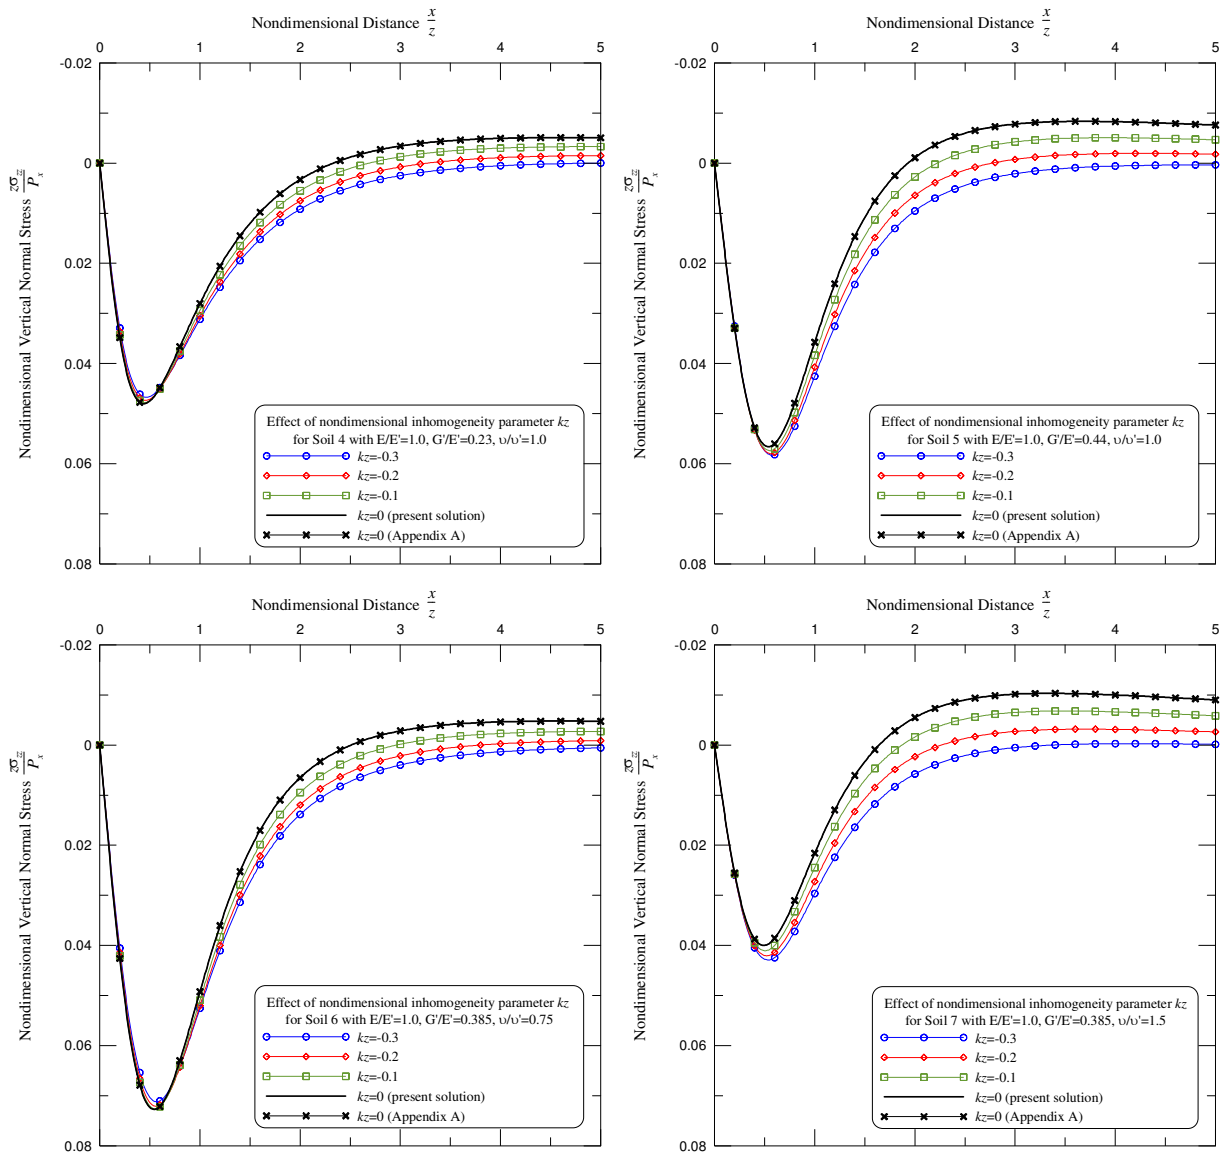 Nondimensional Distance x/z
0 1 2 3 4 5
-0.02
0
0.02
0.04
0.06
0.08
Nondimensional Vertical Normal Stress zσzz/Px
Effect of nondimensional inhomogeneity parameter kz
for Soil 4 with E/E'=1.0, G'/E'=0.23, υ/υ'=1.0
kz=-0.3
kz=-0.2
kz=-0.1
kz=0 (present solution)
kz=0 (Appendix A)
Nondimensional Distance x/z
0 1 2 3 4 5
-0.02
0
0.02
0.04
0.06
0.08
Nondimensional Vertical Normal Stress zσzz/Px
Effect of nondimensional inhomogeneity parameter kz
for Soil 5 with E/E'=1.0, G'/E'=0.44, υ/υ'=1.0
kz=-0.3
kz=-0.2
kz=-0.1
kz=0 (present solution)
kz=0 (Appendix A)
Nondimensional Distance x/z
0 1 2 3 4 5
-0.02
0
0.02
0.04
0.06
0.08
Nondimensional Vertical Normal Stress zσzz/Px
Effect of nondimensional inhomogeneity parameter kz
for Soil 6 with E/E'=1.0, G'/E'=0.385, υ/υ'=0.75
kz=-0.3
kz=-0.2
kz=-0.1
kz=0 (present solution)
kz=0 (Appendix A)
Nondimensional Distance x/z
0 1 2 3 4 5
-0.02
0
0.02
0.04
0.06
0.08
Nondimensional Vertical Normal Stress zσzz/Px
Effect of nondimensional inhomogeneity parameter kz
for Soil 7 with E/E'=1.0, G'/E'=0.385, υ/υ'=1.5
kz=-0.3
kz=-0.2
kz=-0.1
kz=0 (present solution)
kz=0 (Appendix A)